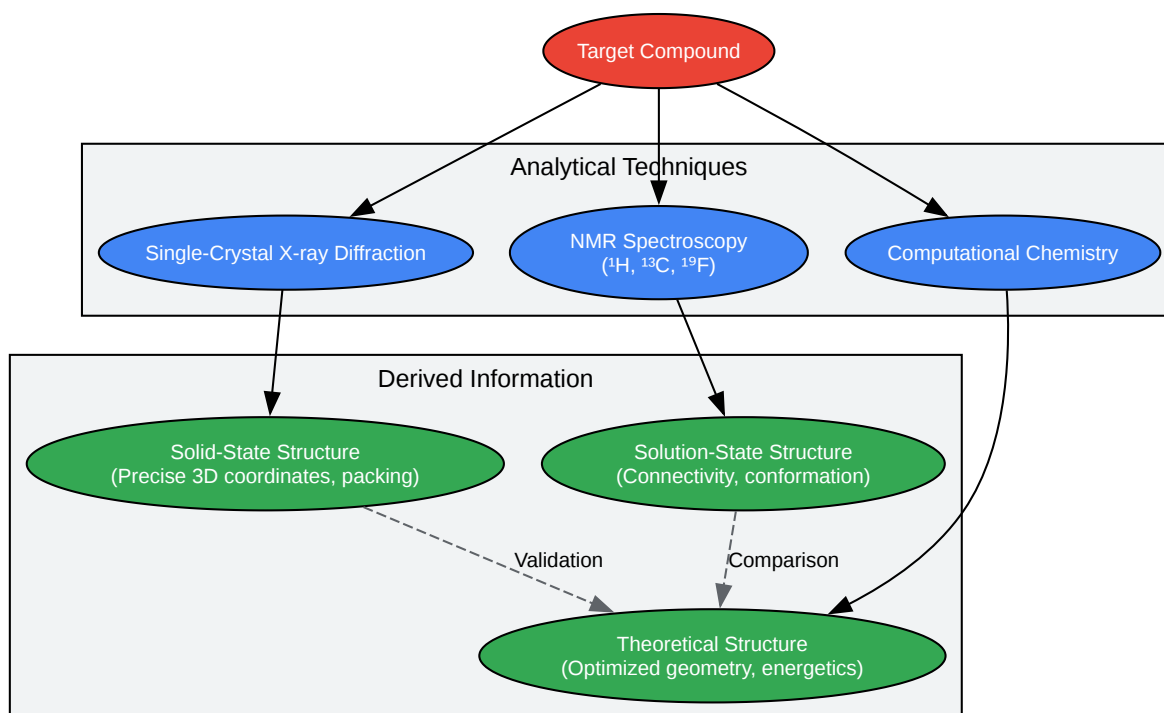 Target Compound
Analytical Techniques
Single-Crystal X-ray Diffraction
NMR Spectroscopy
(¹H, ¹³C, ¹⁹F)
Computational Chemistry
Derived Information
Solid-State Structure
(Precise 3D coordinates, packing)
Solution-State Structure
(Connectivity, conformation)
Validation
Comparison
Theoretical Structure
(Optimized geometry, energetics)